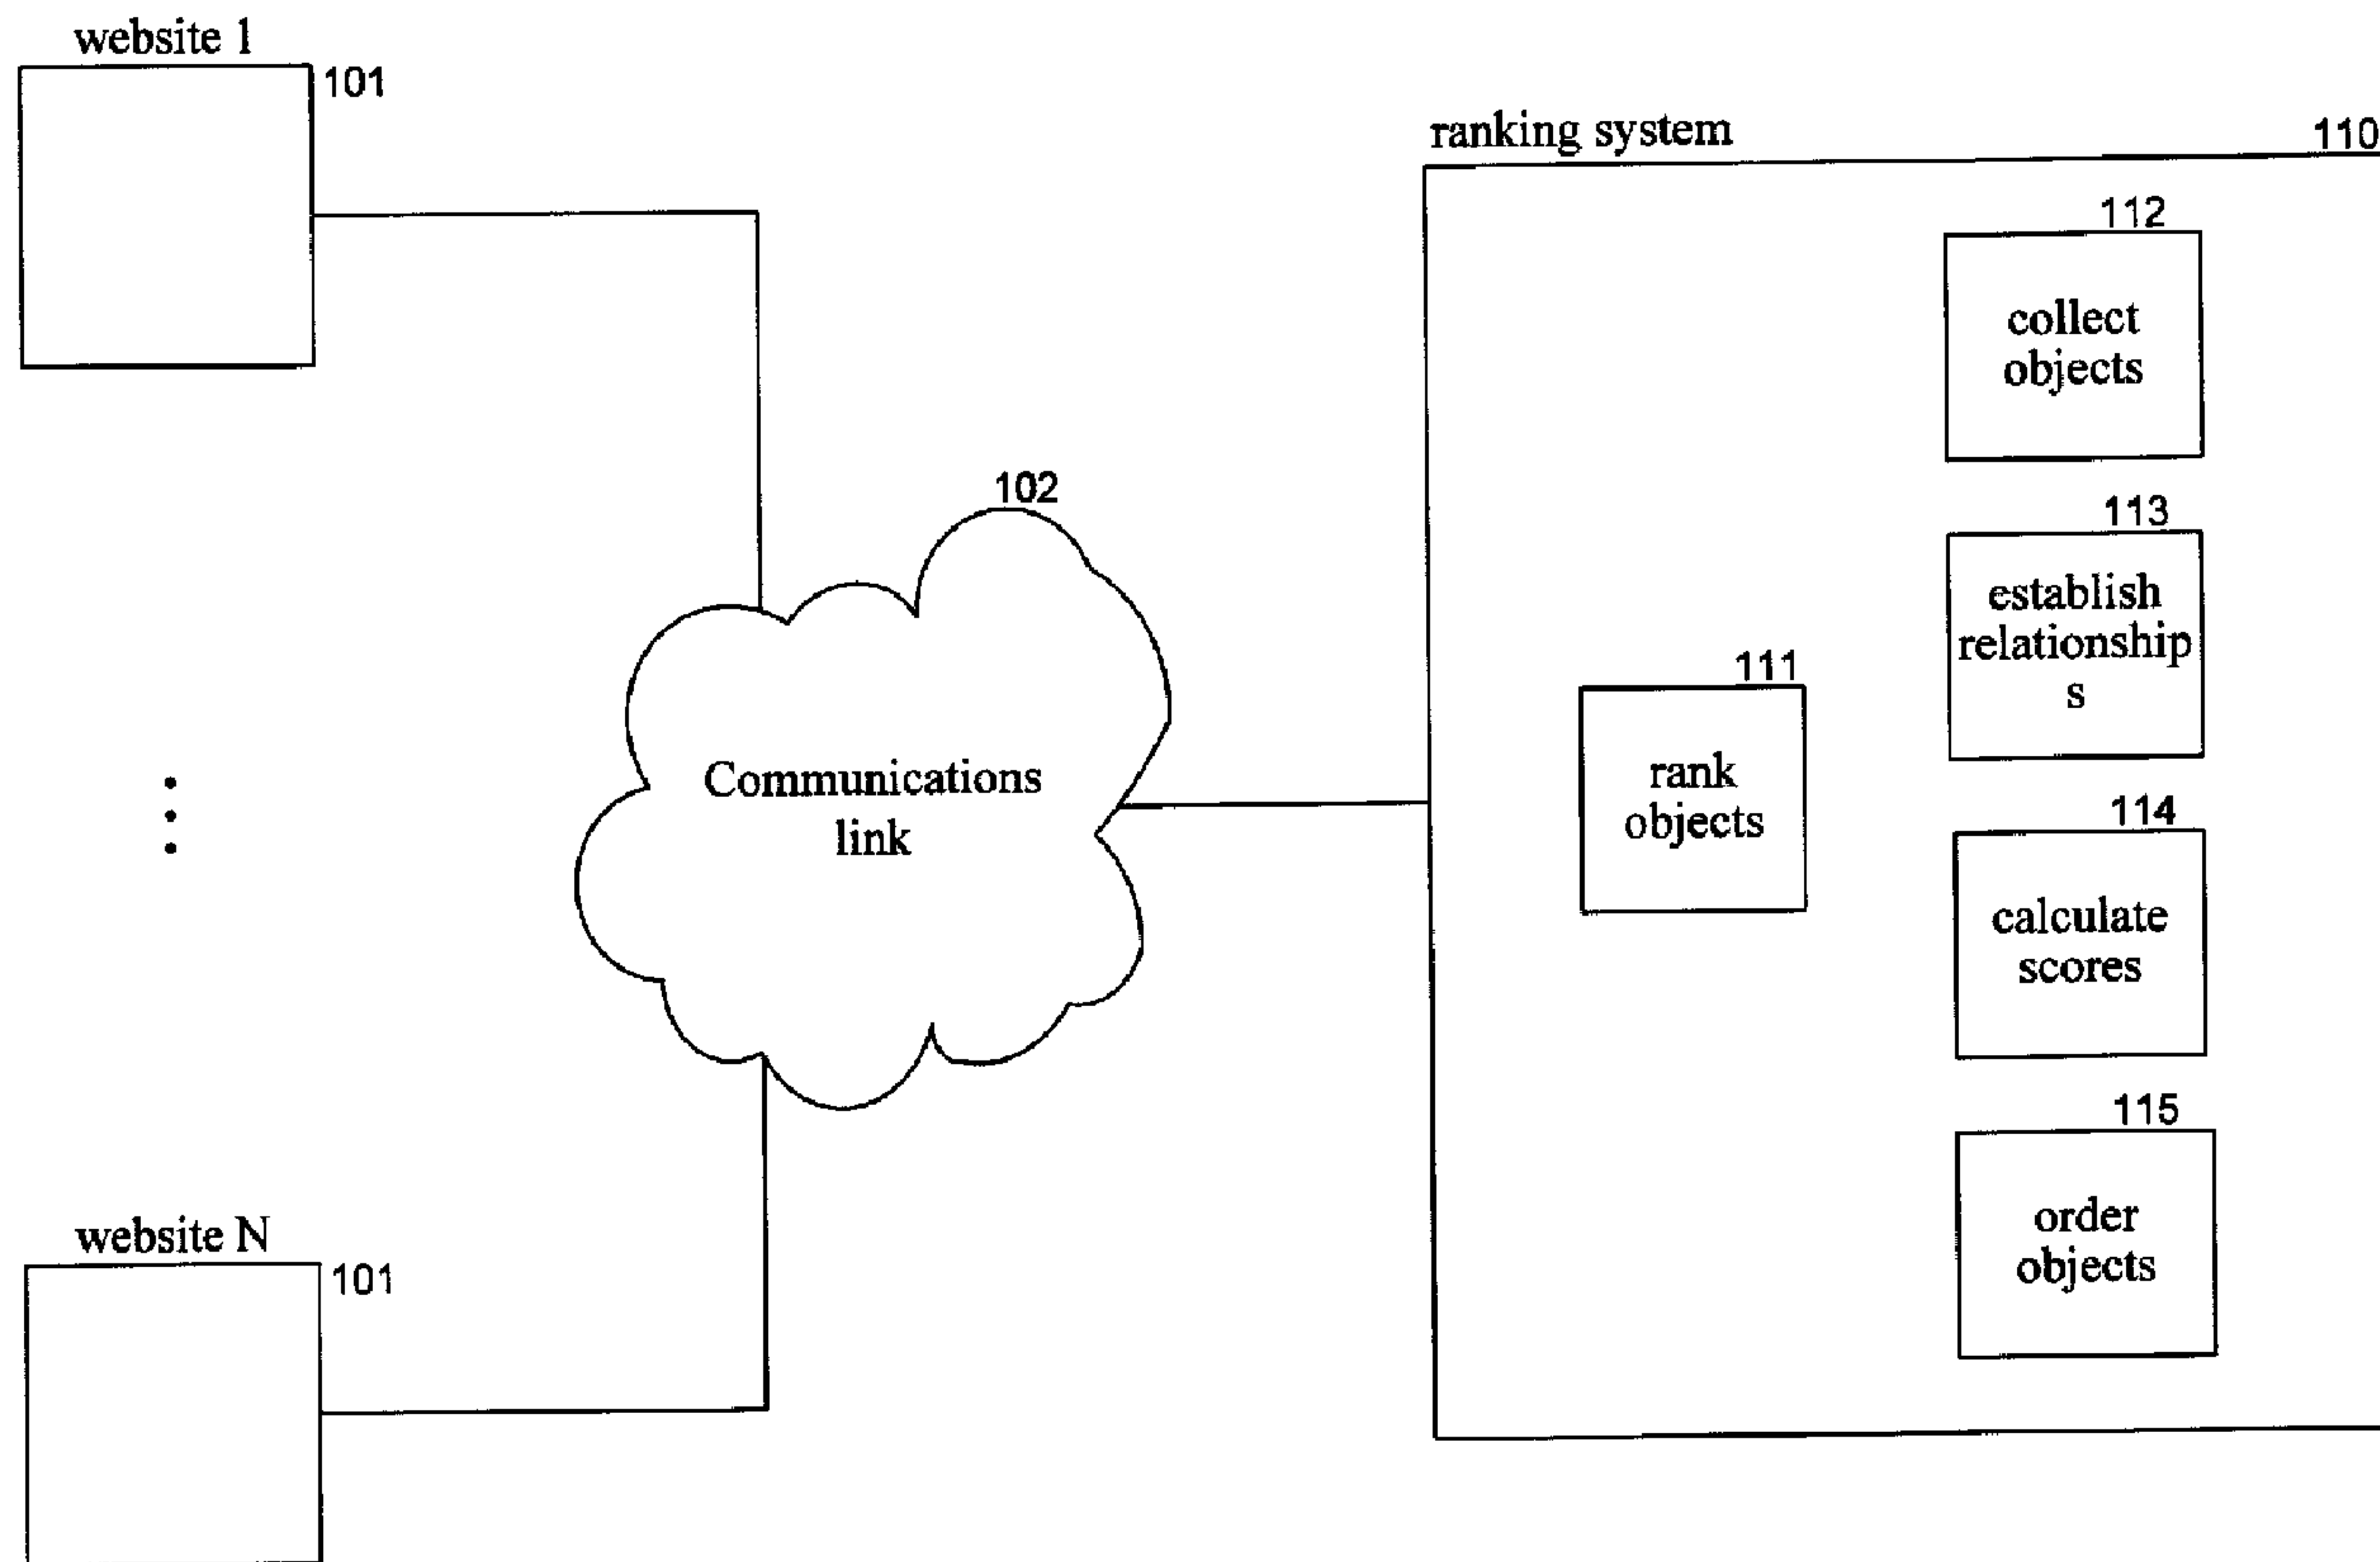 website 1
101
ranking system
110
112
collect
objects
102
113
establish
relationship
s
111
rank
objects
Communications
link
114
calculate
scores
115
order
objects
website N
101